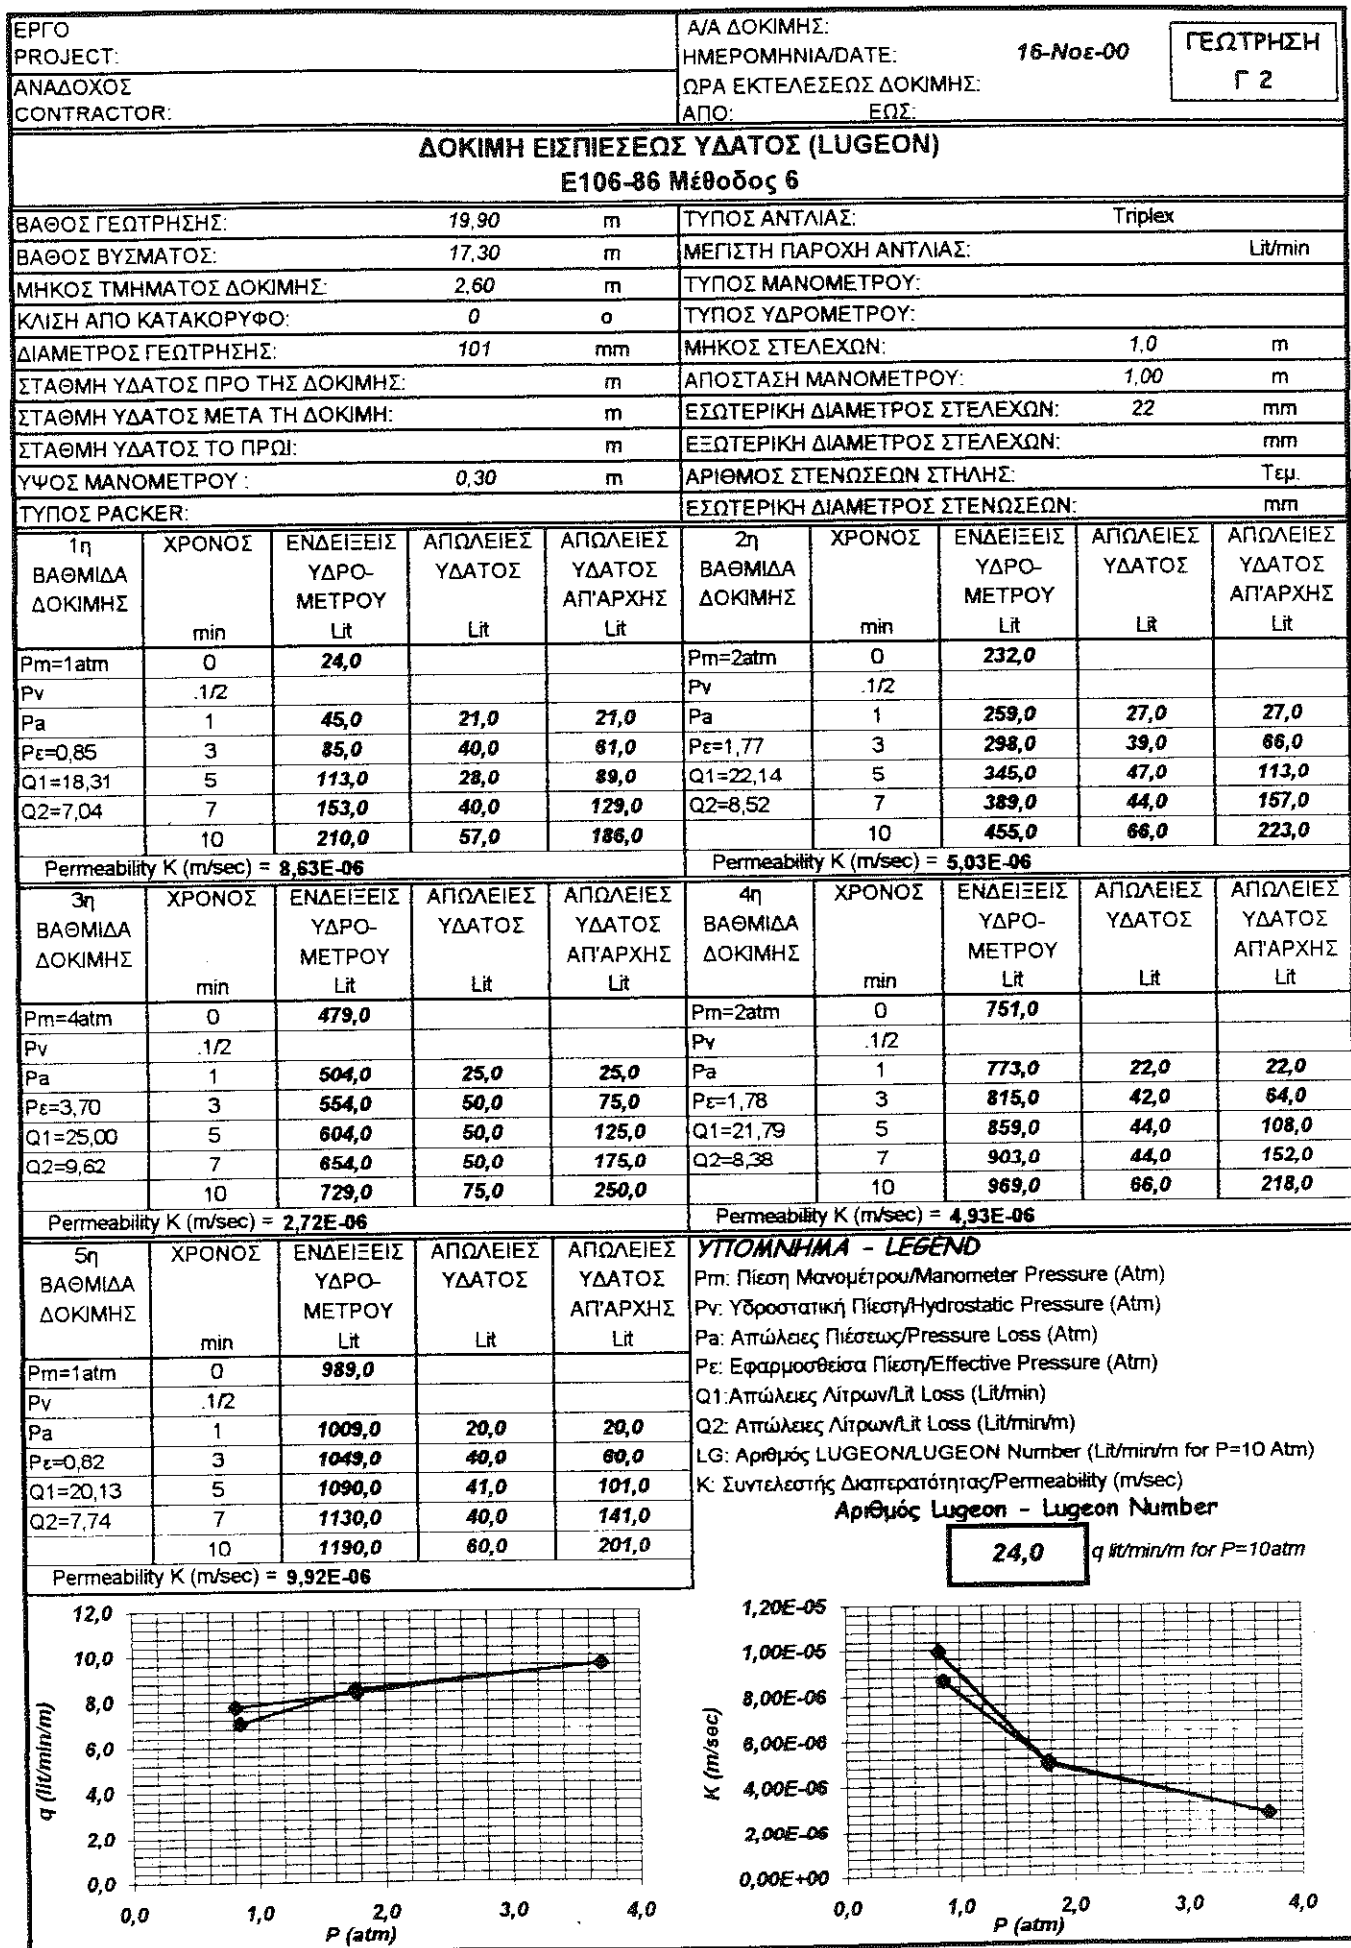 ΕΡΓΟ
PROJECT:
ΑΝΑΔΟΧΟΣ
CONTRACTOR:
Α/Α ΔΟΚΙΜΗΣ:
ΗΜΕΡΟΜΗΝΙΑ/DATE: 16-Νοε-00
ΩΡΑ ΕΚΤΕΛΕΣΕΩΣ ΔΟΚΙΜΗΣ:
ΑΠΟ: ΕΩΣ:
ΓΕΩΤΡΗΣΗ
Γ 2
ΔΟΚΙΜΗ ΕΙΣΠΙΕΣΕΩΣ ΥΔΑΤΟΣ (LUGEON)
E106-86 Μέθοδος 6
ΒΑΘΟΣ ΓΕΩΤΡΗΣΗΣ: 19,90 m
ΒΑΘΟΣ ΒΥΣΜΑΤΟΣ: 17,30 m
ΜΗΚΟΣ ΤΜΗΜΑΤΟΣ ΔΟΚΙΜΗΣ: 2,60 m
ΚΛΙΣΗ ΑΠΟ ΚΑΤΑΚΟΡΥΦΟ: 0 o
ΔΙΑΜΕΤΡΟΣ ΓΕΩΤΡΗΣΗΣ: 101 mm
ΣΤΑΘΜΗ ΥΔΑΤΟΣ ΠΡΟ ΤΗΣ ΔΟΚΙΜΗΣ: m
ΣΤΑΘΜΗ ΥΔΑΤΟΣ ΜΕΤΑ ΤΗ ΔΟΚΙΜΗ: m
ΣΤΑΘΜΗ ΥΔΑΤΟΣ ΤΟ ΠΡΩΙ: m
ΥΨΟΣ ΜΑΝΟΜΕΤΡΟΥ : 0,30 m
ΤΥΠΟΣ PACKER:
ΤΥΠΟΣ ΑΝΤΛΙΑΣ: Triplex
ΜΕΓΙΣΤΗ ΠΑΡΟΧΗ ΑΝΤΛΙΑΣ: Lit/min
ΤΥΠΟΣ ΜΑΝΟΜΕΤΡΟΥ:
ΤΥΠΟΣ ΥΔΡΟΜΕΤΡΟΥ:
ΜΗΚΟΣ ΣΤΕΛΕΧΩΝ: 1,0 m
ΑΠΟΣΤΑΣΗ ΜΑΝΟΜΕΤΡΟΥ: 1,00 m
ΕΣΩΤΕΡΙΚΗ ΔΙΑΜΕΤΡΟΣ ΣΤΕΛΕΧΩΝ: 22 mm
ΕΞΩΤΕΡΙΚΗ ΔΙΑΜΕΤΡΟΣ ΣΤΕΛΕΧΩΝ: mm
ΑΡΙΘΜΟΣ ΣΤΕΝΩΣΕΩΝ ΣΤΗΛΗΣ: Τεμ.
ΕΣΩΤΕΡΙΚΗ ΔΙΑΜΕΤΡΟΣ ΣΤΕΝΩΣΕΩΝ: mm
1η ΧΡΟΝΟΣ ΕΝΔΕΙΞΕΙΣ ΑΠΩΛΕΙΕΣ ΑΠΩΛΕΙΕΣ
ΒΑΘΜΙΔΑ ΥΔΡΟ- ΥΔΑΤΟΣ ΥΔΑΤΟΣ
ΔΟΚΙΜΗΣ ΜΕΤΡΟΥ ΑΠ'ΑΡΧΗΣ
min Lit Lit Lit
Pm=1atm 0 24,0
Pv .1/2
Pa 1 45,0 21,0 21,0
Pε=0,85 3 85,0 40,0 61,0
Q1=18,31 5 113,0 28,0 89,0
Q2=7,04 7 153,0 40,0 129,0
10 210,0 57,0 186,0
Permeability K (m/sec) = 8,63E-06
2η ΧΡΟΝΟΣ ΕΝΔΕΙΞΕΙΣ ΑΠΩΛΕΙΕΣ ΑΠΩΛΕΙΕΣ
ΒΑΘΜΙΔΑ ΥΔΡΟ- ΥΔΑΤΟΣ ΥΔΑΤΟΣ
ΔΟΚΙΜΗΣ ΜΕΤΡΟΥ ΑΠ'ΑΡΧΗΣ
min Lit Lit Lit
Pm=2atm 0 232,0
Pv .1/2
Pa 1 259,0 27,0 27,0
Pε=1,77 3 298,0 39,0 66,0
Q1=22,14 5 345,0 47,0 113,0
Q2=8,52 7 389,0 44,0 157,0
10 455,0 66,0 223,0
Permeability K (m/sec) = 5,03E-06
3η ΧΡΟΝΟΣ ΕΝΔΕΙΞΕΙΣ ΑΠΩΛΕΙΕΣ ΑΠΩΛΕΙΕΣ
ΒΑΘΜΙΔΑ ΥΔΡΟ- ΥΔΑΤΟΣ ΥΔΑΤΟΣ
ΔΟΚΙΜΗΣ ΜΕΤΡΟΥ ΑΠ'ΑΡΧΗΣ
min Lit Lit Lit
Pm=4atm 0 479,0
Pv .1/2
Pa 1 504,0 25,0 25,0
Pε=3,70 3 554,0 50,0 75,0
Q1=25,00 5 604,0 50,0 125,0
Q2=9,62 7 654,0 50,0 175,0
10 729,0 75,0 250,0
Permeability K (m/sec) = 2,72E-06
4η ΧΡΟΝΟΣ ΕΝΔΕΙΞΕΙΣ ΑΠΩΛΕΙΕΣ ΑΠΩΛΕΙΕΣ
ΒΑΘΜΙΔΑ ΥΔΡΟ- ΥΔΑΤΟΣ ΥΔΑΤΟΣ
ΔΟΚΙΜΗΣ ΜΕΤΡΟΥ ΑΠ'ΑΡΧΗΣ
min Lit Lit Lit
Pm=2atm 0 751,0
Pv .1/2
Pa 1 773,0 22,0 22,0
Pε=1,78 3 815,0 42,0 64,0
Q1=21,79 5 859,0 44,0 108,0
Q2=8,38 7 903,0 44,0 152,0
10 969,0 66,0 218,0
Permeability K (m/sec) = 4,93E-06
5η ΧΡΟΝΟΣ ΕΝΔΕΙΞΕΙΣ ΑΠΩΛΕΙΕΣ ΑΠΩΛΕΙΕΣ
ΒΑΘΜΙΔΑ ΥΔΡΟ- ΥΔΑΤΟΣ ΥΔΑΤΟΣ
ΔΟΚΙΜΗΣ ΜΕΤΡΟΥ ΑΠ'ΑΡΧΗΣ
min Lit Lit Lit
Pm=1atm 0 989,0
Pv .1/2
Pa 1 1009,0 20,0 20,0
Pε=0,82 3 1049,0 40,0 60,0
Q1=20,13 5 1090,0 41,0 101,0
Q2=7,74 7 1130,0 40,0 141,0
10 1190,0 60,0 201,0
Permeability K (m/sec) = 9,92E-06
ΥΠΟΜΝΗΜΑ - LEGEND
Pm: Πίεση Μανομέτρου/Manometer Pressure (Atm)
Pv: Υδροστατική Πίεση/Hydrostatic Pressure (Atm)
Pa: Απώλειες Πιέσεως/Pressure Loss (Atm)
Pε: Εφαρμοσθείσα Πίεση/Effective Pressure (Atm)
Q1:Απώλειες Λίτρων/Lit Loss (Lit/min)
Q2: Απώλειες Λίτρων/Lit Loss (Lit/min/m)
LG: Αριθμός LUGEON/LUGEON Number (Lit/min/m for P=10 Atm)
K: Συντελεστής Διαπερατότητας/Permeability (m/sec)
Αριθμός Lugeon - Lugeon Number
24,0 q lit/min/m for P=10atm
12,0
10,0
8,0
6,0
4,0
2,0
0,0
q (lit/min/m)
0,0 1,0 2,0 3,0 4,0
P (atm)
1,20E-05
1,00E-05
8,00E-06
6,00E-06
4,00E-06
2,00E-06
0,00E+00
K (m/sec)
0,0 1,0 2,0 3,0 4,0
P (atm)